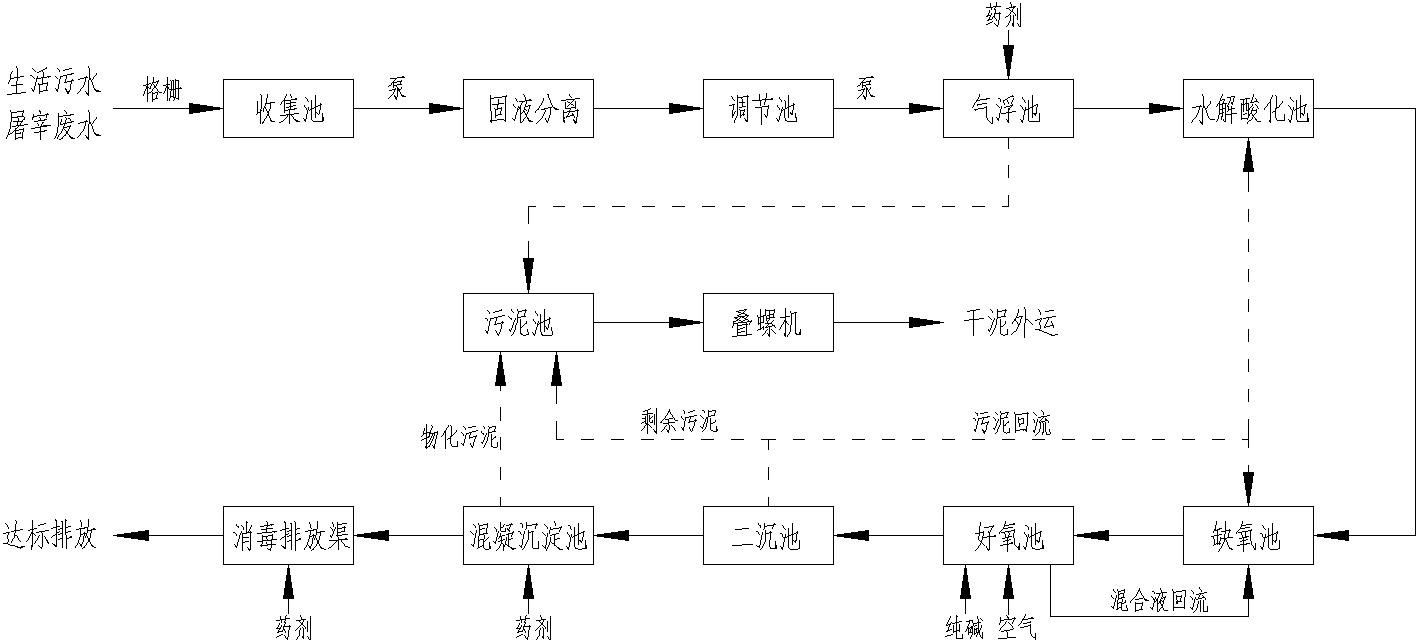 药剂
生活污水
屠宰废水
格栅
收集池
泵
固液分离
调节池
泵
气浮池
水解酸化池
污泥池
叠螺机
干泥外运
物化污泥
剩余污泥
污泥回流
达标排放
消毒排放渠
混凝沉淀池
二沉池
好氧池
缺氧池
混合液回流
药剂
药剂
纯碱
空气